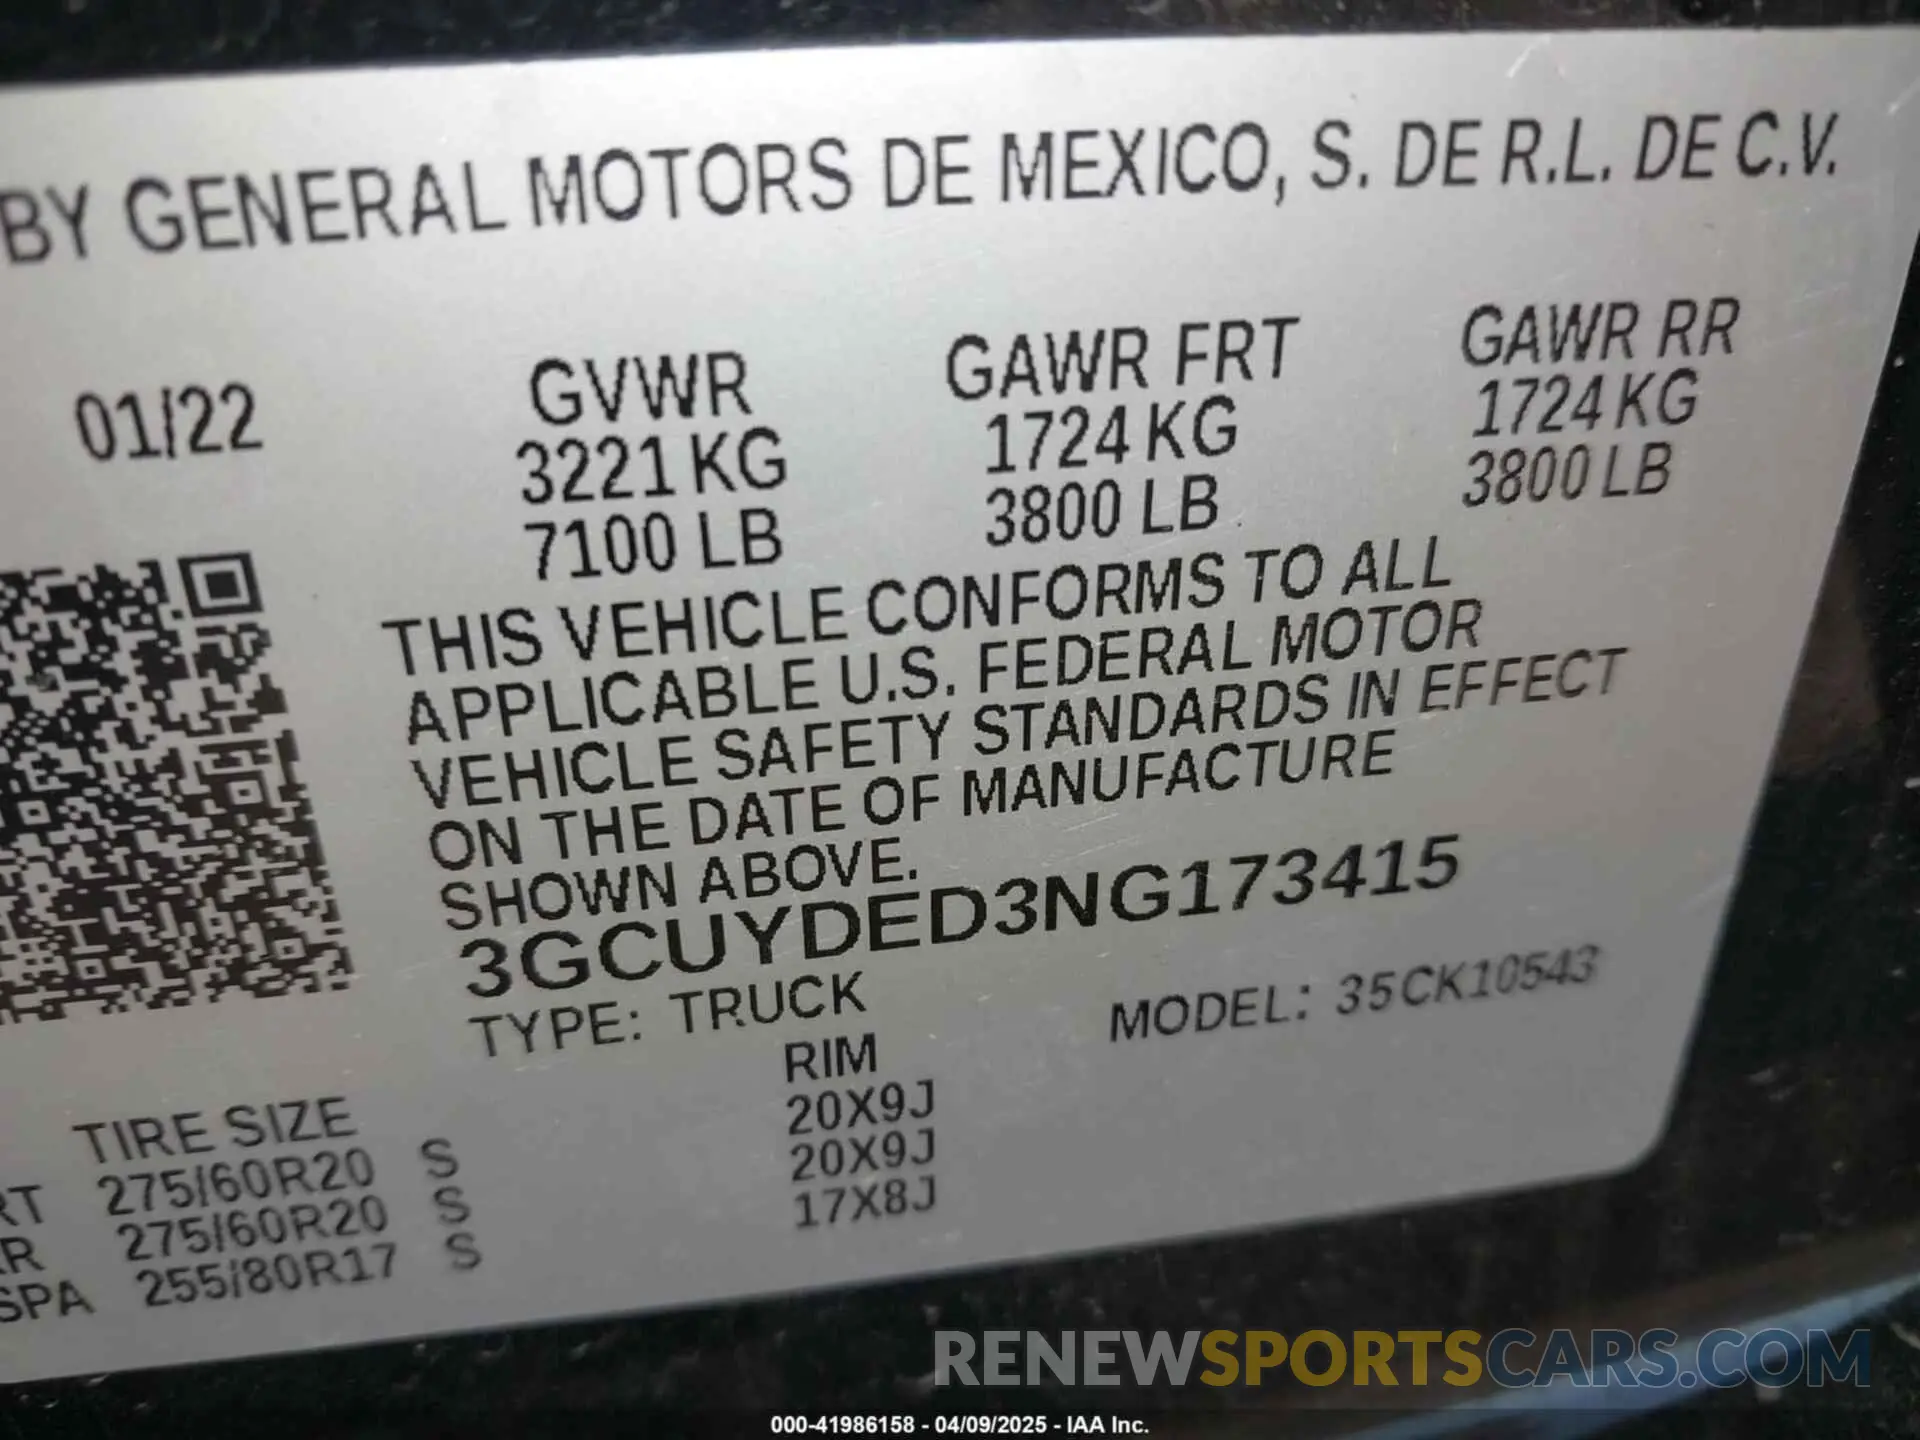 BY GENERAL MOTORS DE MEXICO, S. DE R.L. DE C.V.
01/22 GVWR GAWR FRT GAWR RR
3221 KG 1724 KG 1724 KG
7100 LB 3800 LB 3800 LB
THIS VEHICLE CONFORMS TO ALL
APPLICABLE U.S. FEDERAL MOTOR
VEHICLE SAFETY STANDARDS IN EFFECT
ON THE DATE OF MANUFACTURE
SHOWN ABOVE.
3GCUYDED3NG173415
TYPE: TRUCK MODEL: 35CK10543
TIRE SIZE RIM
RT 275/60R20 S 20X9J
RR 275/60R20 S 20X9J
SPA 255/80R17 S 17X8J
RENEWSPORTSCARS.COM
000-41986158 - 04/09/2025 - IAA Inc.